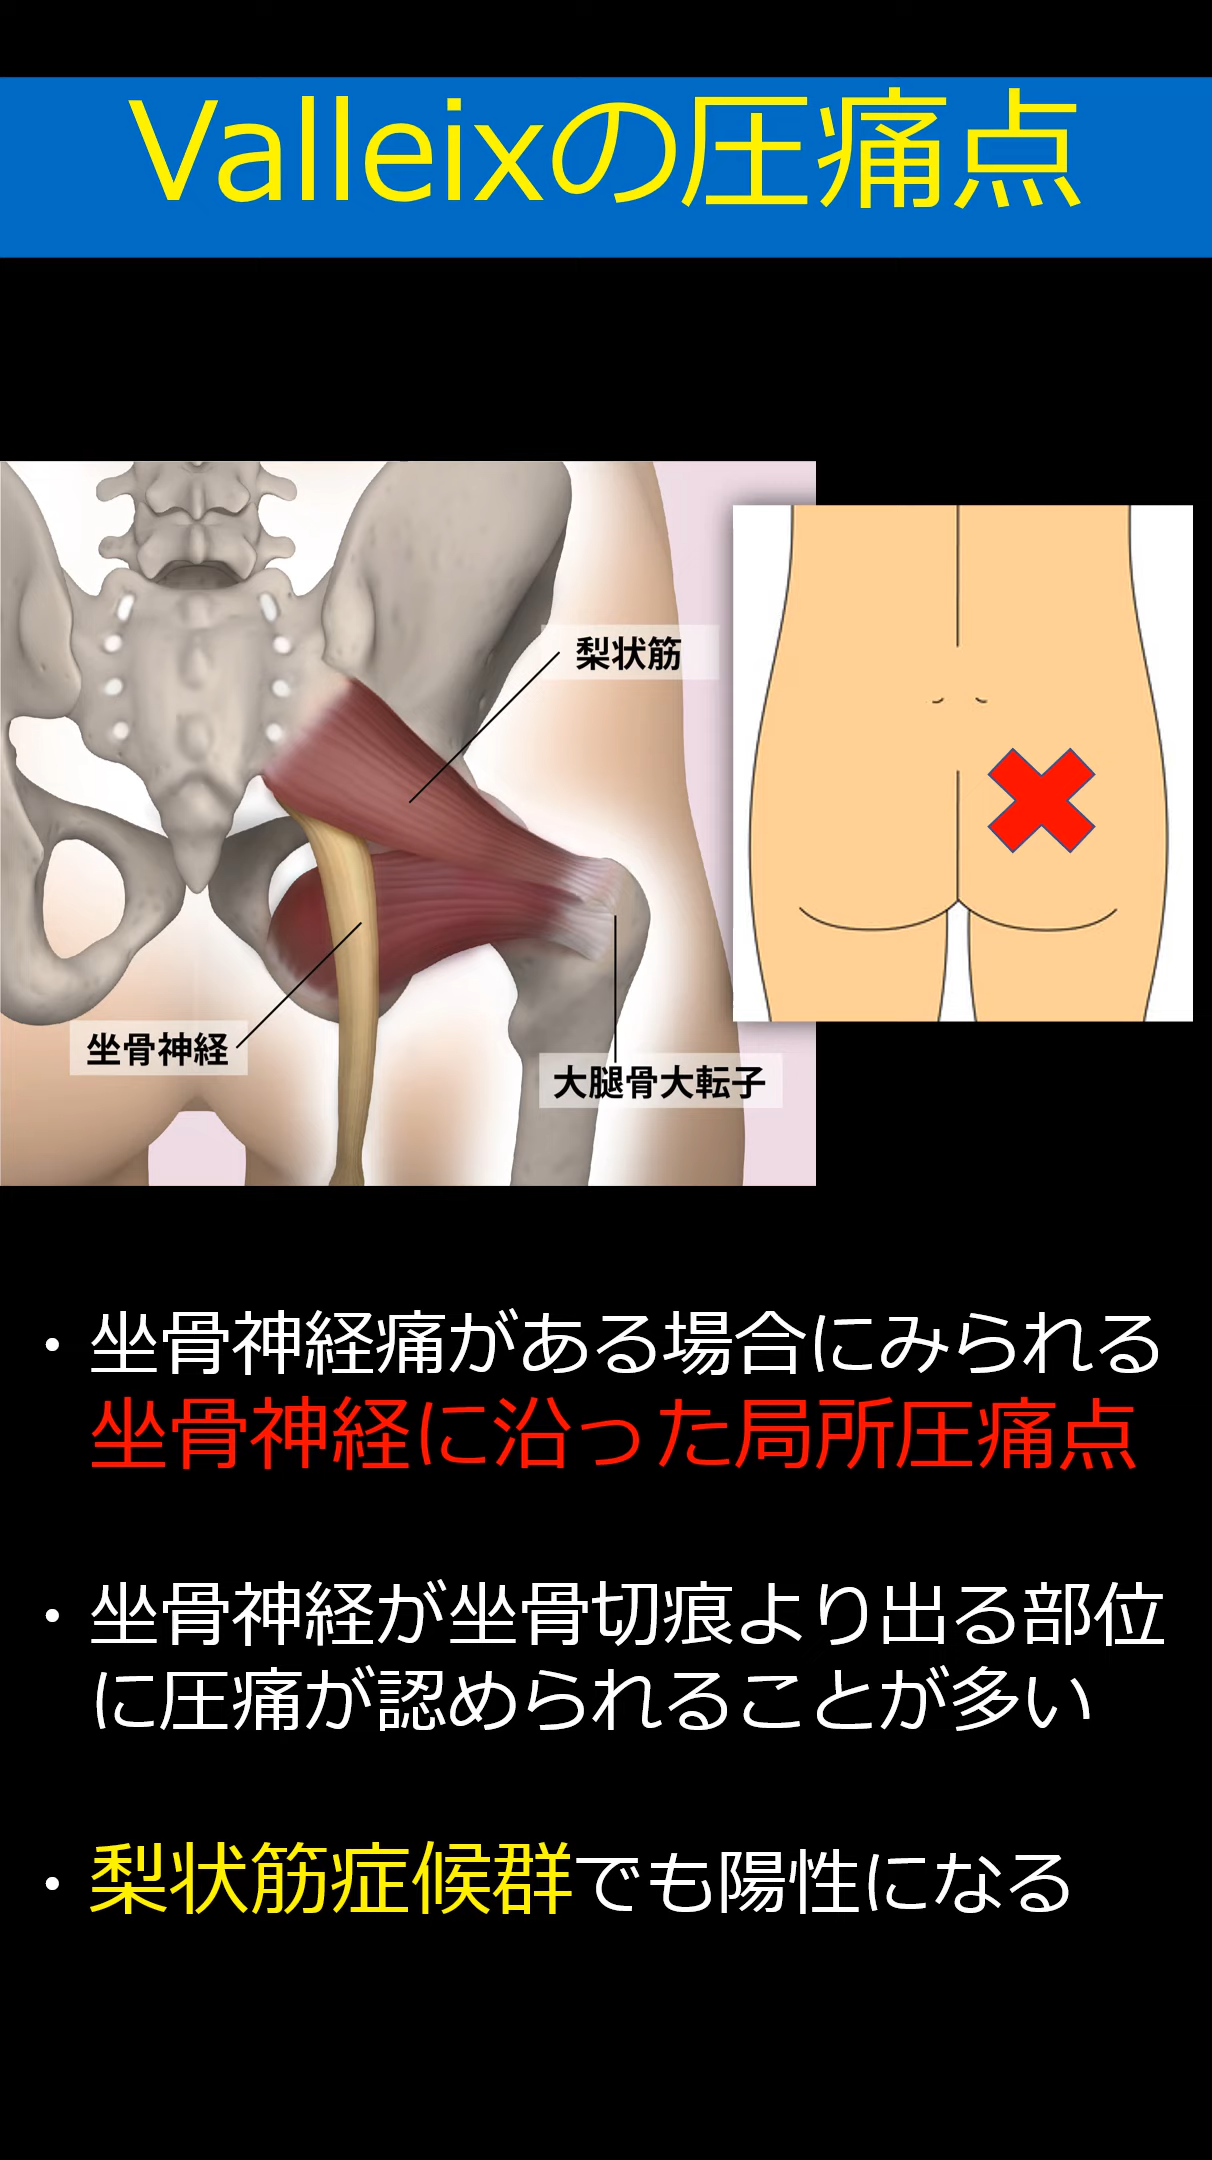 Valleixの圧痛点
梨状筋
坐骨神経
大腿骨大転子
・坐骨神経痛がある場合にみられる
坐骨神経に沿った局所圧痛点
・坐骨神経が坐骨切痕より出る部位
に圧痛が認められることが多い
・梨状筋症候群でも陽性になる